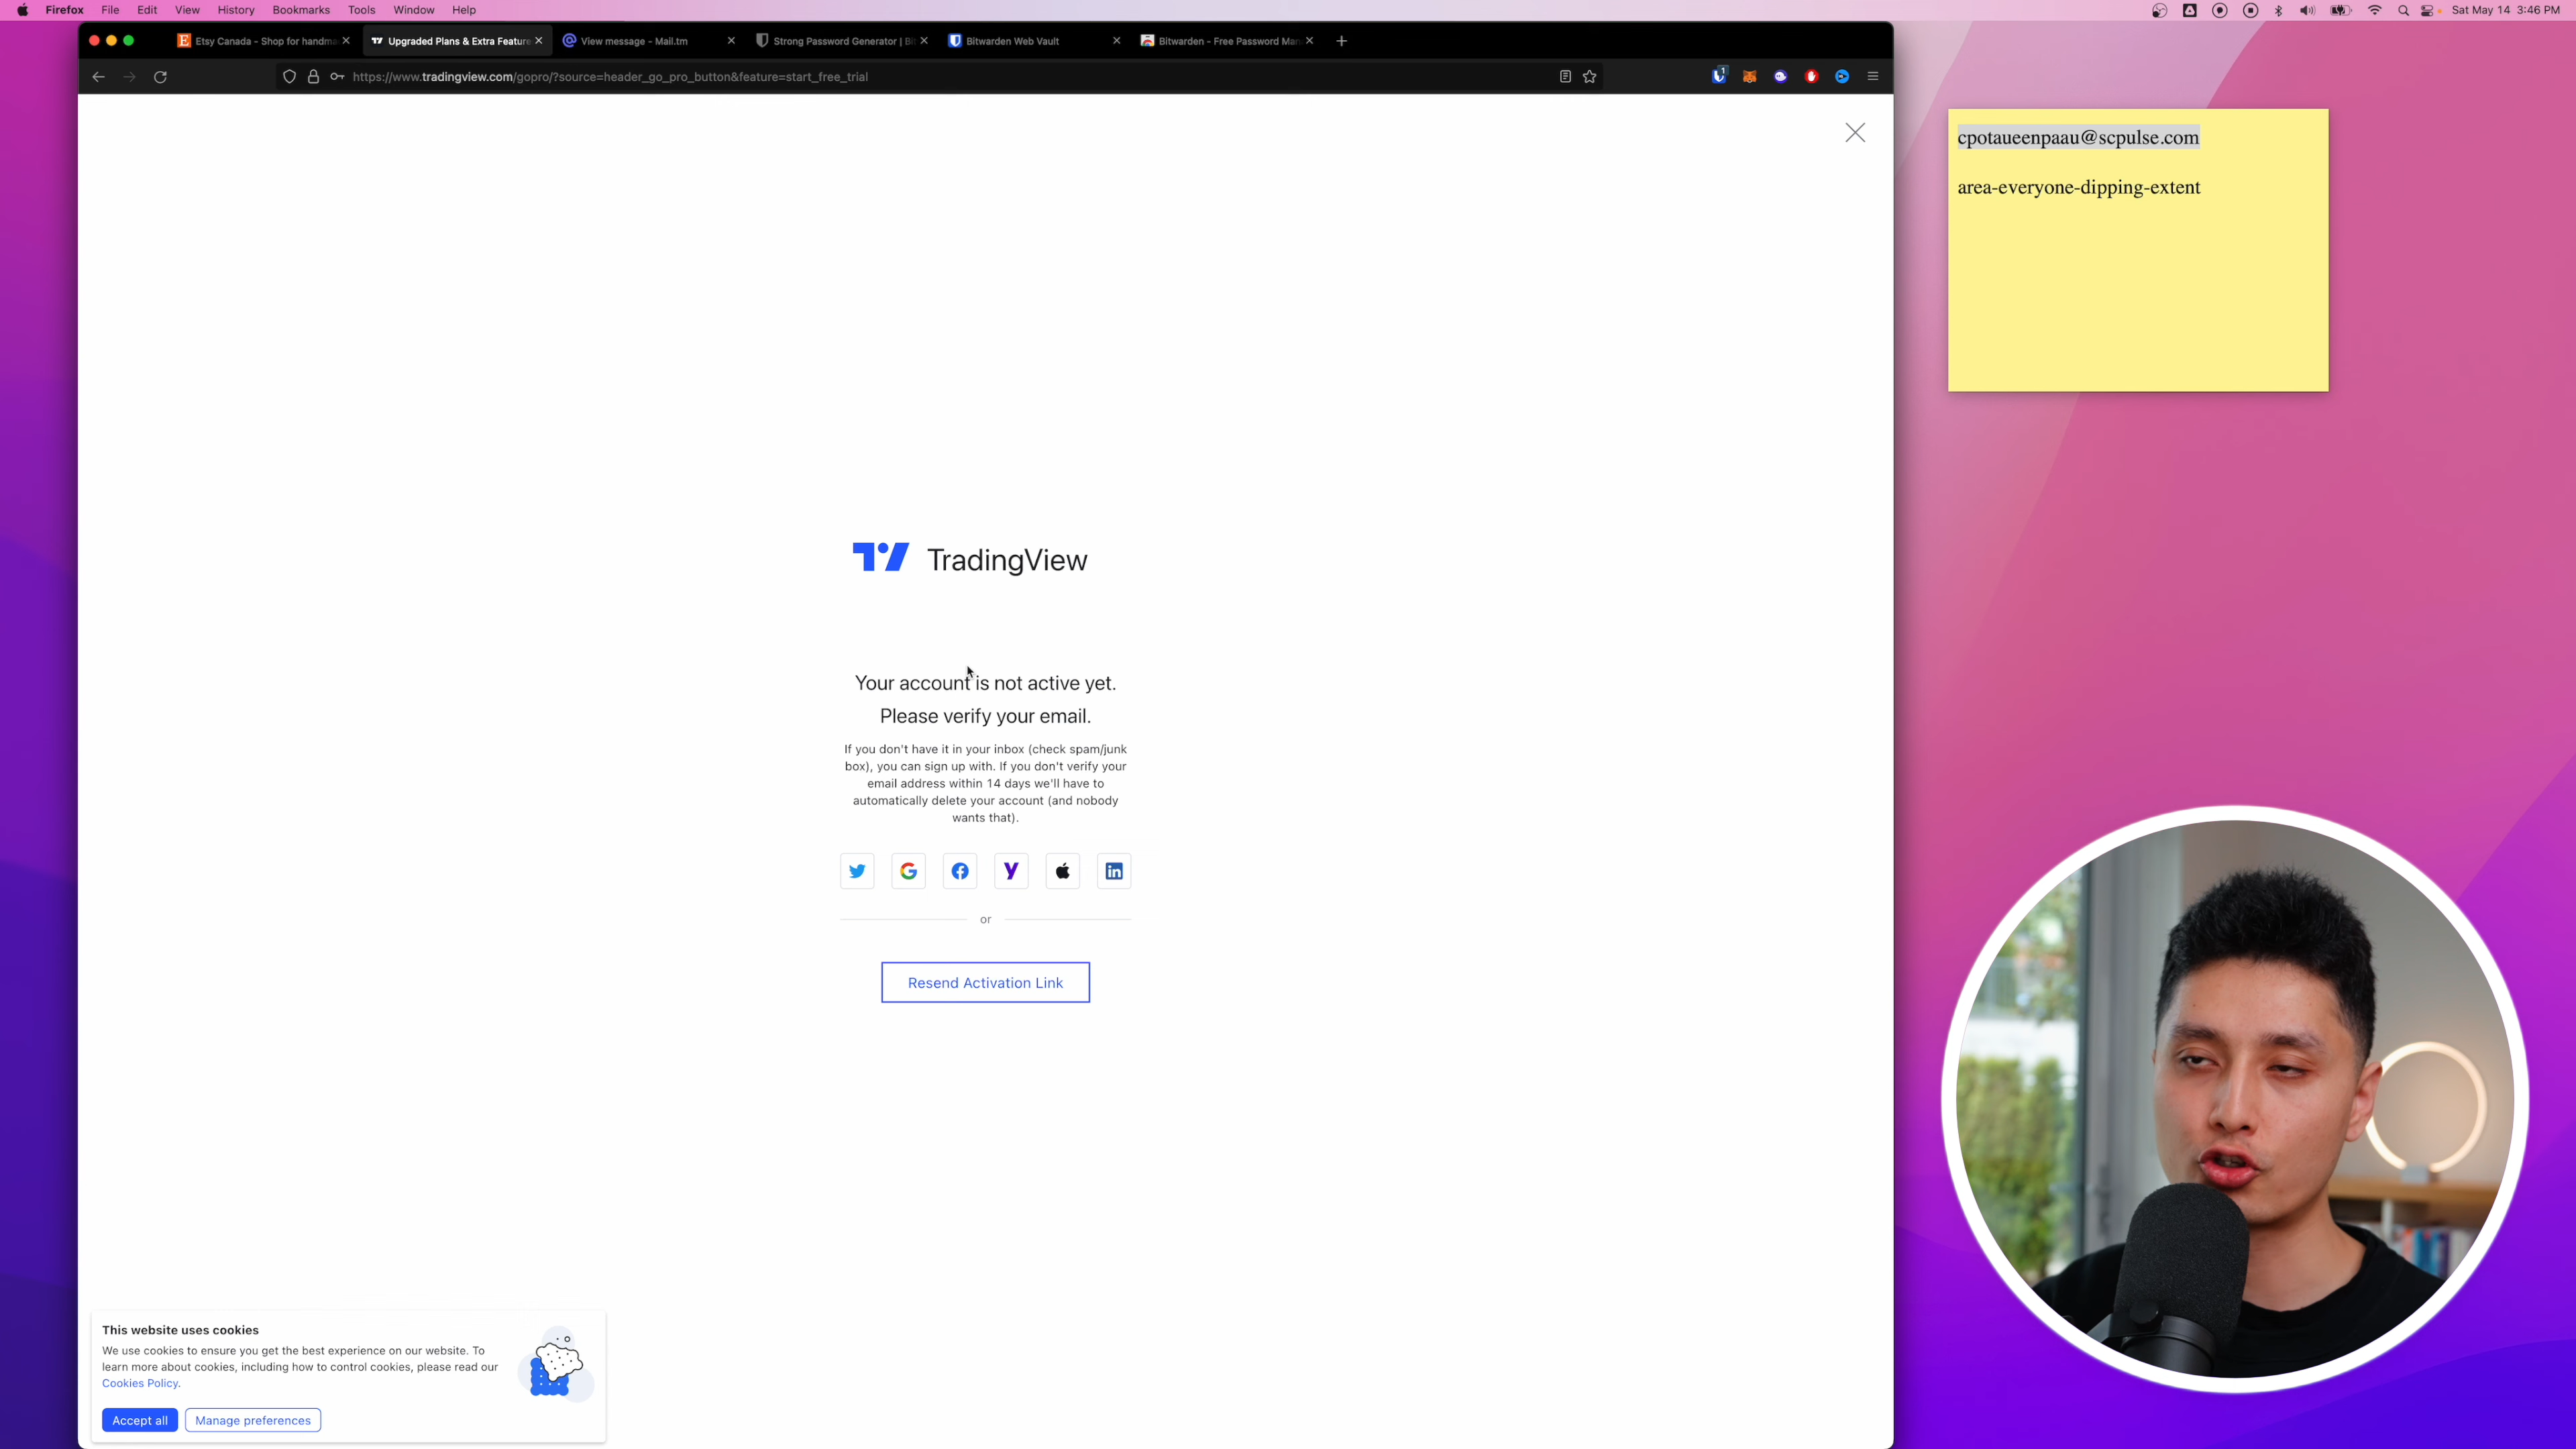 Firefox File Edit View History Bookmarks Tools Window Help
Sat May 14 3:46 PM
Etsy Canada - Shop for handma
Upgraded Plans & Extra Feature
View message - Mail.tm
Strong Password Generator | Bi
Bitwarden Web Vault
Bitwarden - Free Password Man
https://www.tradingview.com/gopro/?source=header_go_pro_button&feature=start_free_trial
cpotaueenpaau@scpulse.com
area-everyone-dipping-extent
TradingView
Your account is not active yet.
Please verify your email.
If you don't have it in your inbox (check spam/junk
box), you can sign up with. If you don't verify your
email address within 14 days we'll have to
automatically delete your account (and nobody
wants that).
or
Resend Activation Link
This website uses cookies
We use cookies to ensure you get the best experience on our website. To
learn more about cookies, including how to control cookies, please read our
Cookies Policy.
Accept all
Manage preferences